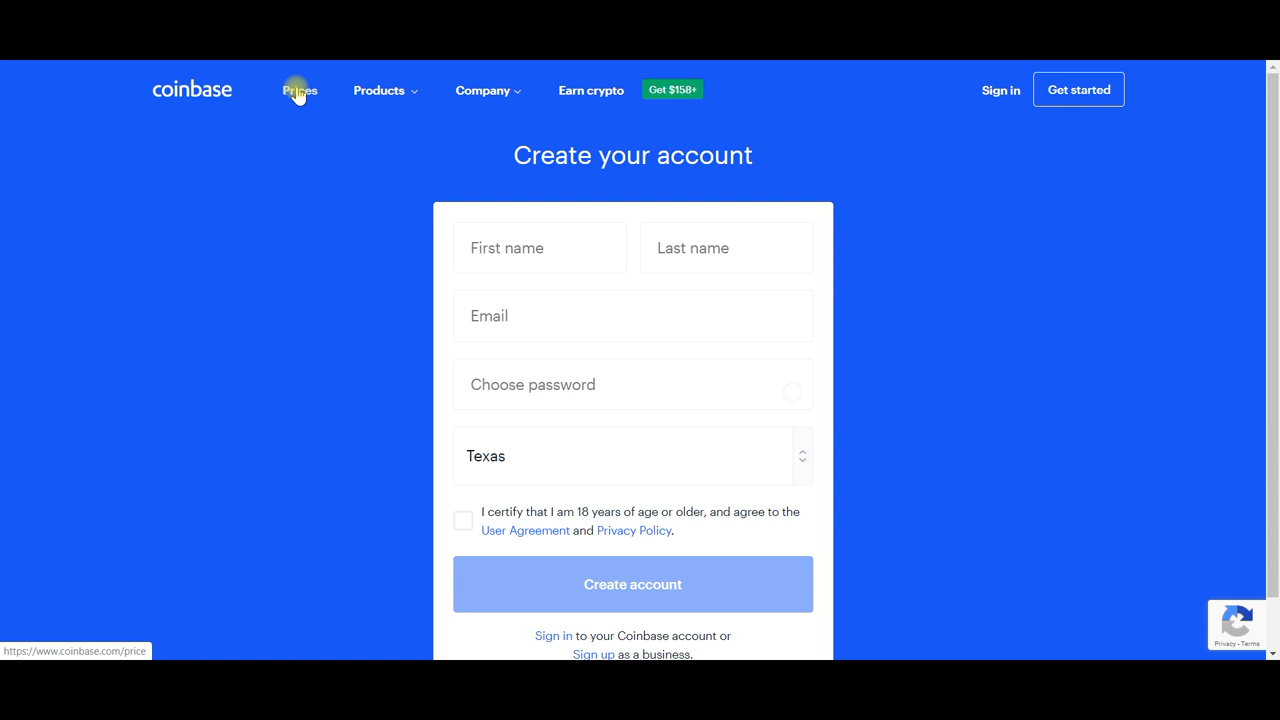 coinbase Prices Products Company Earn crypto Get $158+ Sign in Get started
Create your account
First name Last name
Email
Choose password
Texas
I certify that I am 18 years of age or older, and agree to the
User Agreement and Privacy Policy.
Create account
Sign in to your Coinbase account or
Sign up as a business.
Privacy - Terms
https://www.coinbase.com/price